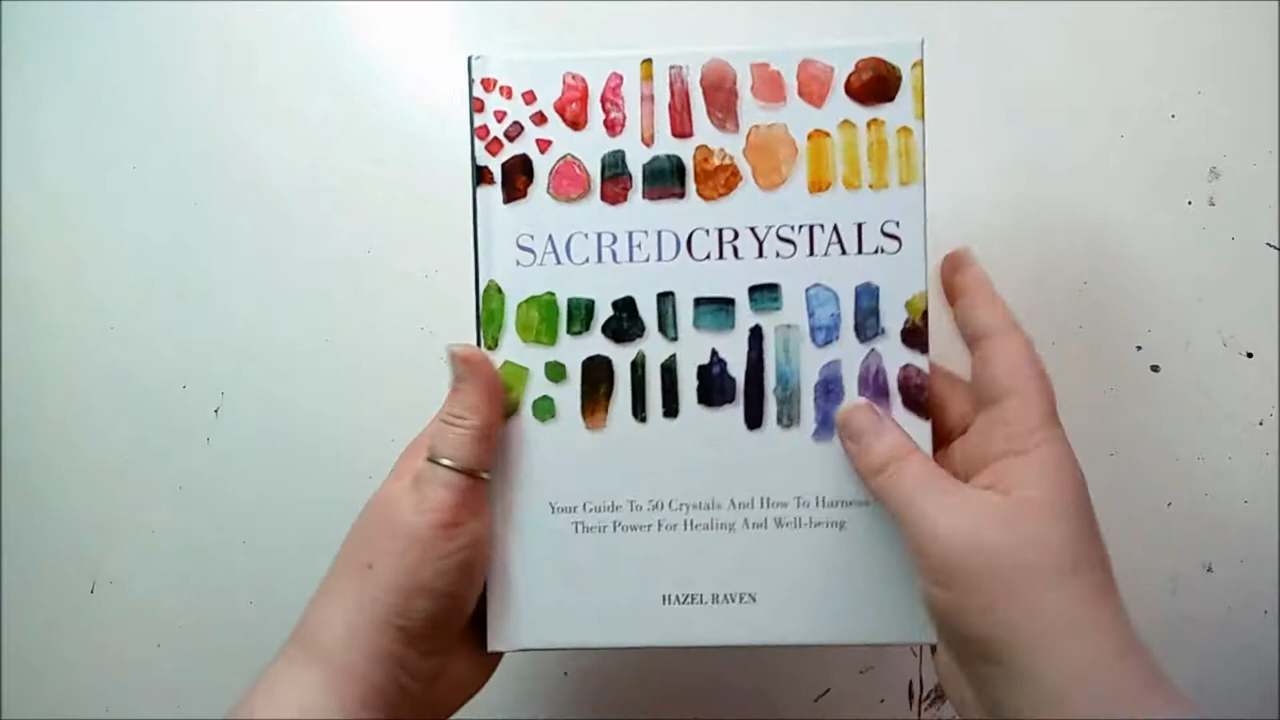 SACREDCRYSTALS
Your Guide To 50 Crystals And How To Harness
Their Power For Healing And Well-being
HAZEL RAVEN